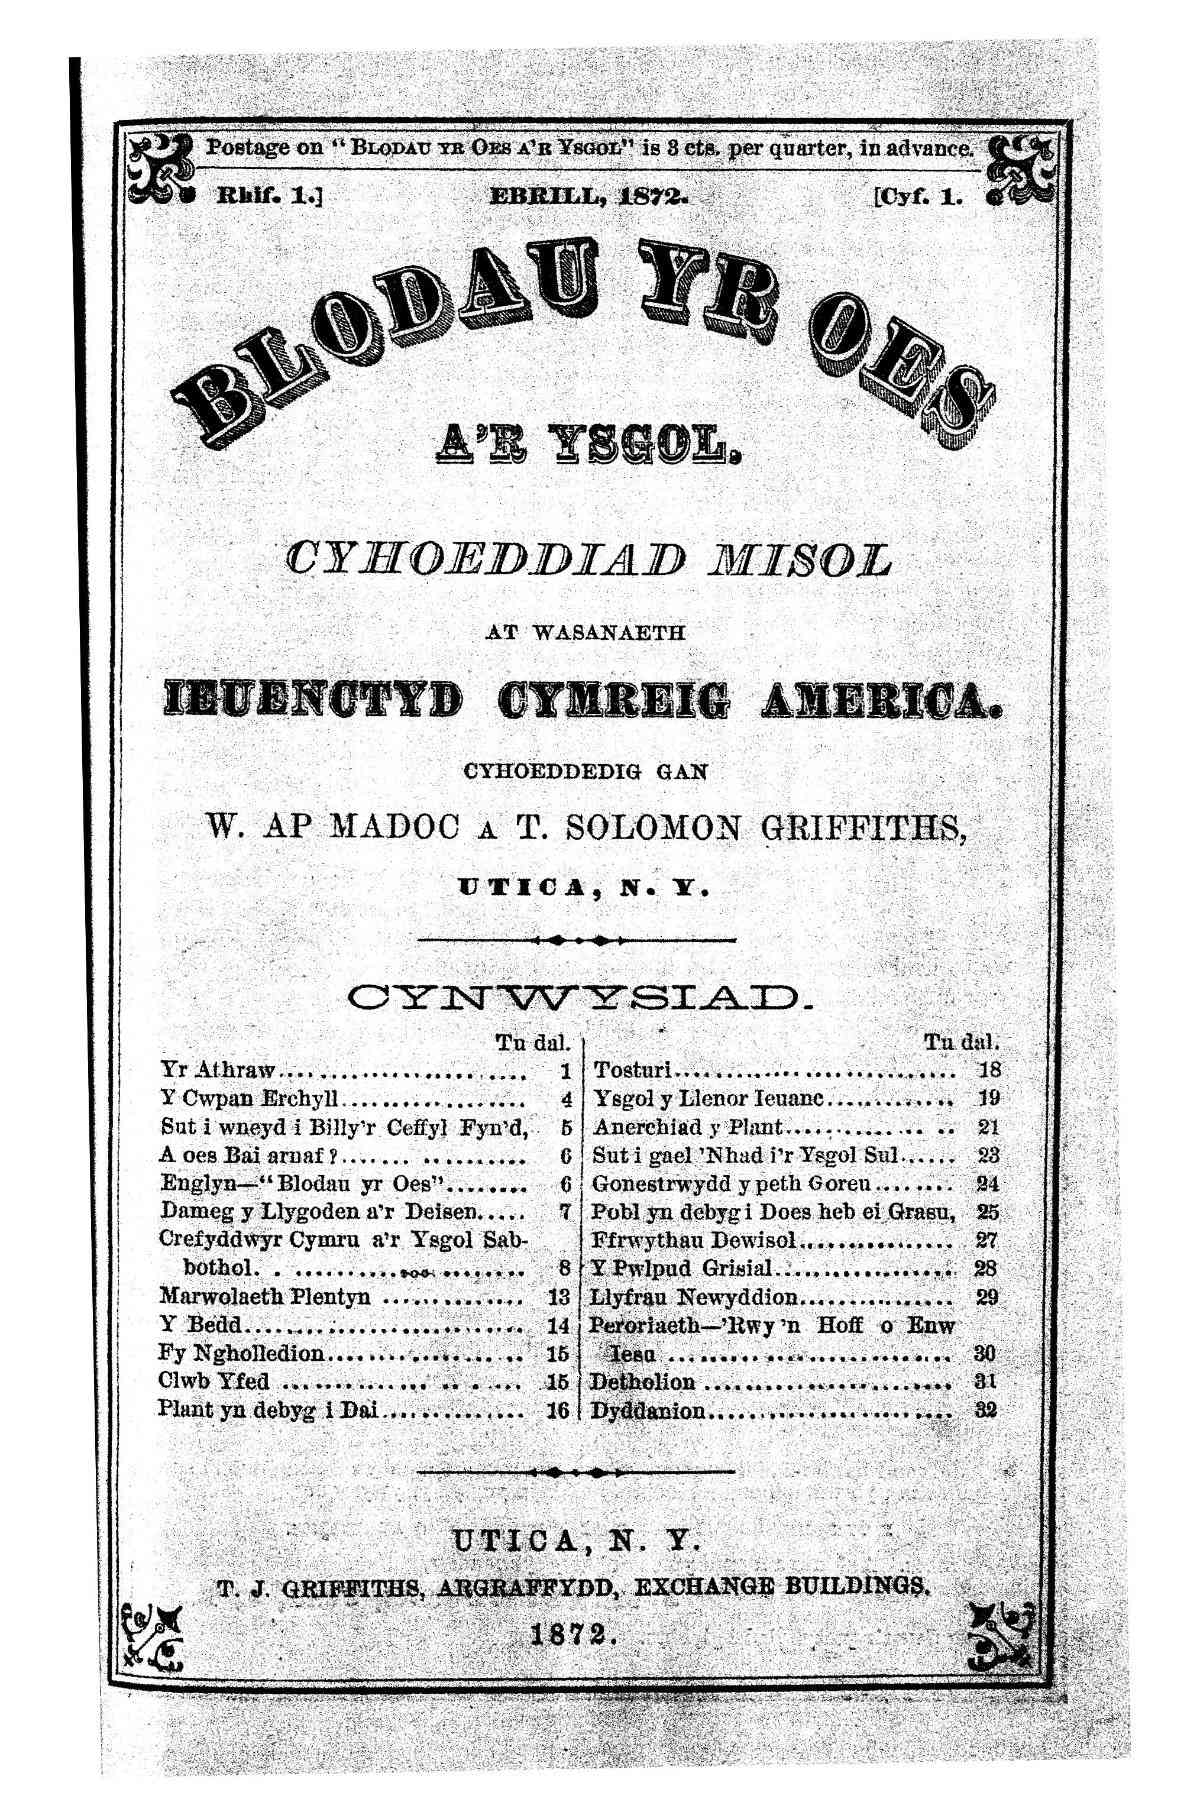 Postage on "BLODAU YR OES A'R YSGOL" is 3 cts. per quarter, in advance.
Rhif. 1.] EBRILL, 1872. [Cyf. 1.
BLODAU YR OES
A'R YSGOL.
CYHOEDDIAD MISOL
AT WASANAETH
IEUENCTYD CYMREIG AMERICA.
CYHOEDDEDIG GAN
W. AP MADOC A T. SOLOMON GRIFFITHS,
UTICA, N. Y.
CYNWYSIAD.
Tu dal.
Yr Athraw.... 1
Y Cwpan Erchyll.... 4
Sut i wneyd i Billy'r Ceffyl Fyn'd, 5
A oes Bai arnaf?.... 6
Englyn—"Blodau yr Oes".... 6
Dameg y Llygoden a'r Deisen.... 7
Crefyddwyr Cymru a'r Ysgol Sab-
bothol.... 8
Marwolaeth Plentyn.... 13
Y Bedd.... 14
Fy Ngholledion.... 15
Clwb Yfed.... 15
Plant yn debyg i Dai.... 16
Tu dal.
Tosturi.... 18
Ysgol y Llenor Ieuanc.... 19
Anerchiad y Plant.... 21
Sut i gael 'Nhad i'r Ysgol Sul.... 23
Gonestrwydd y peth Goreu.... 24
Pobl yn debyg i Does heb ei Grasu, 25
Ffrwythau Dewisol.... 27
Y Pwlpud Grisial.... 28
Llyfrau Newyddion.... 29
Peroriaeth—'Rwy'n Hoff o Enw
Iesu.... 30
Detholion.... 31
Dyddanion.... 32
UTICA, N. Y.
T. J. GRIFFITHS, ARGRAFFYDD, EXCHANGE BUILDINGS.
1872.